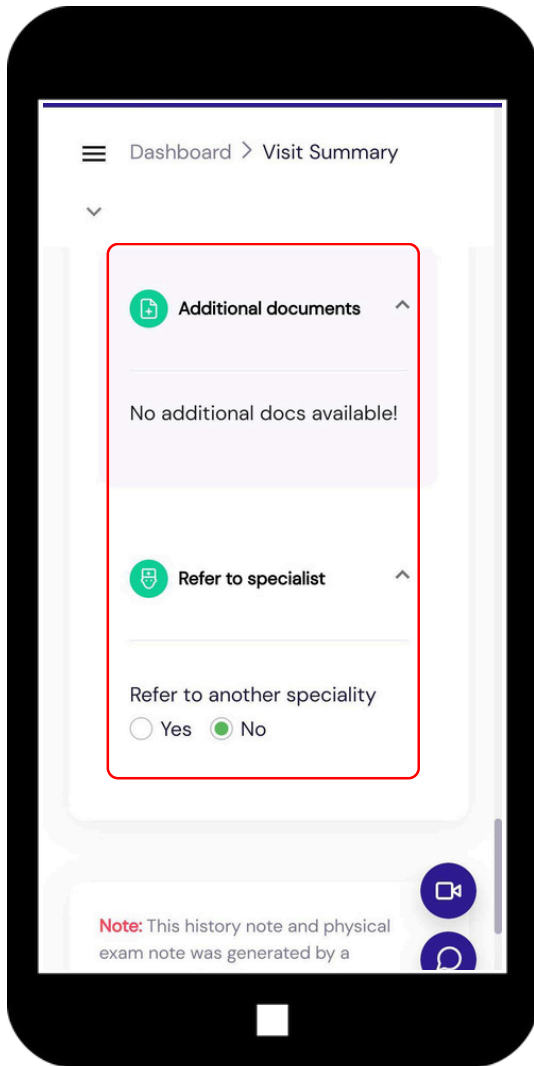 Dashboard > Visit Summary
Additional documents
No additional docs available!
Refer to specialist
Refer to another speciality
Yes No
Note: This history note and physical
exam note was generated by a